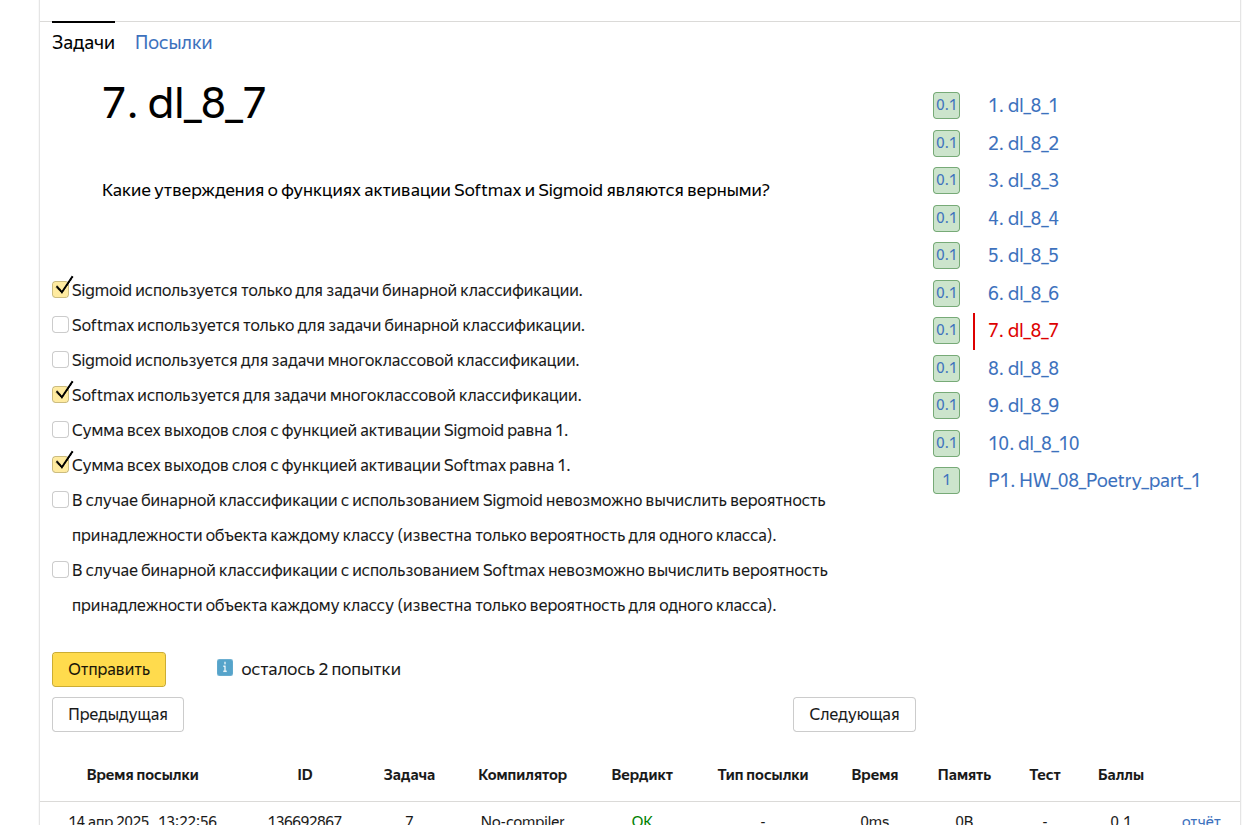 Задачи Посылки
7. dl_8_7
Какие утверждения о функциях активации Softmax и Sigmoid являются верными?
Sigmoid используется только для задачи бинарной классификации.
Softmax используется только для задачи бинарной классификации.
Sigmoid используется для задачи многоклассовой классификации.
Softmax используется для задачи многоклассовой классификации.
Сумма всех выходов слоя с функцией активации Sigmoid равна 1.
Сумма всех выходов слоя с функцией активации Softmax равна 1.
В случае бинарной классификации с использованием Sigmoid невозможно вычислить вероятность
принадлежности объекта каждому классу (известна только вероятность для одного класса).
В случае бинарной классификации с использованием Softmax невозможно вычислить вероятность
принадлежности объекта каждому классу (известна только вероятность для одного класса).
Отправить i осталось 2 попытки
Предыдущая Следующая
0.1 1. dl_8_1
0.1 2. dl_8_2
0.1 3. dl_8_3
0.1 4. dl_8_4
0.1 5. dl_8_5
0.1 6. dl_8_6
0.1 7. dl_8_7
0.1 8. dl_8_8
0.1 9. dl_8_9
0.1 10. dl_8_10
1 P1. HW_08_Poetry_part_1
Время посылки ID Задача Компилятор Вердикт Тип посылки Время Память Тест Баллы
14 апр 2025, 13:22:56 136692867 7 No-compiler OK - 0ms 0B - 0.1 отчёт